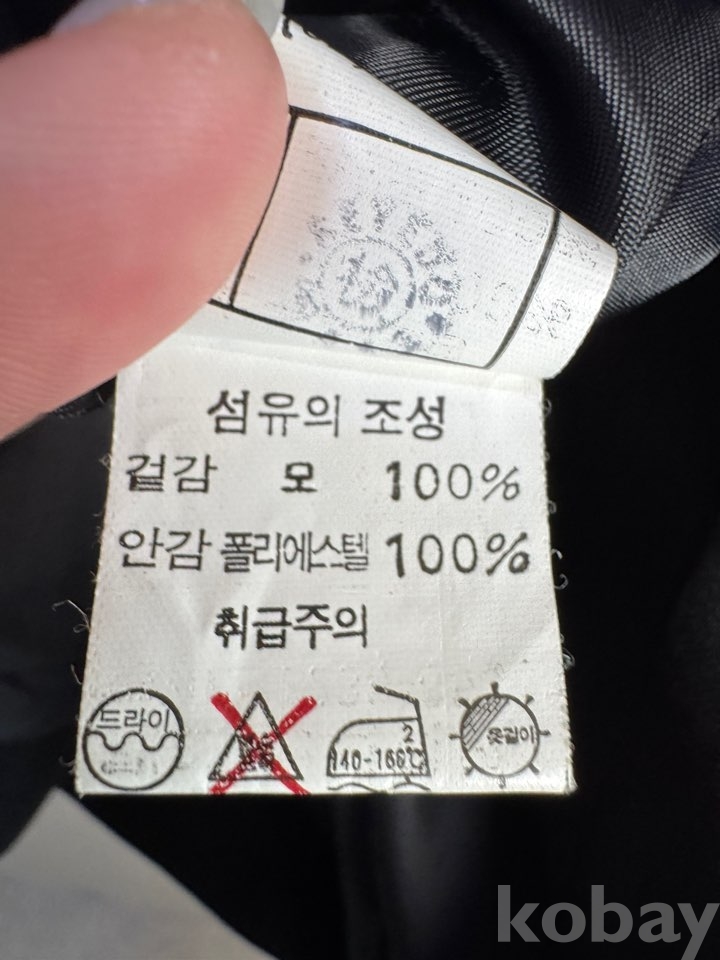 섬유의 조성
겉감 모 100%
안감 폴리에스텔 100%
취급주의
드라이
2
140-160℃
옷걸이
kobay